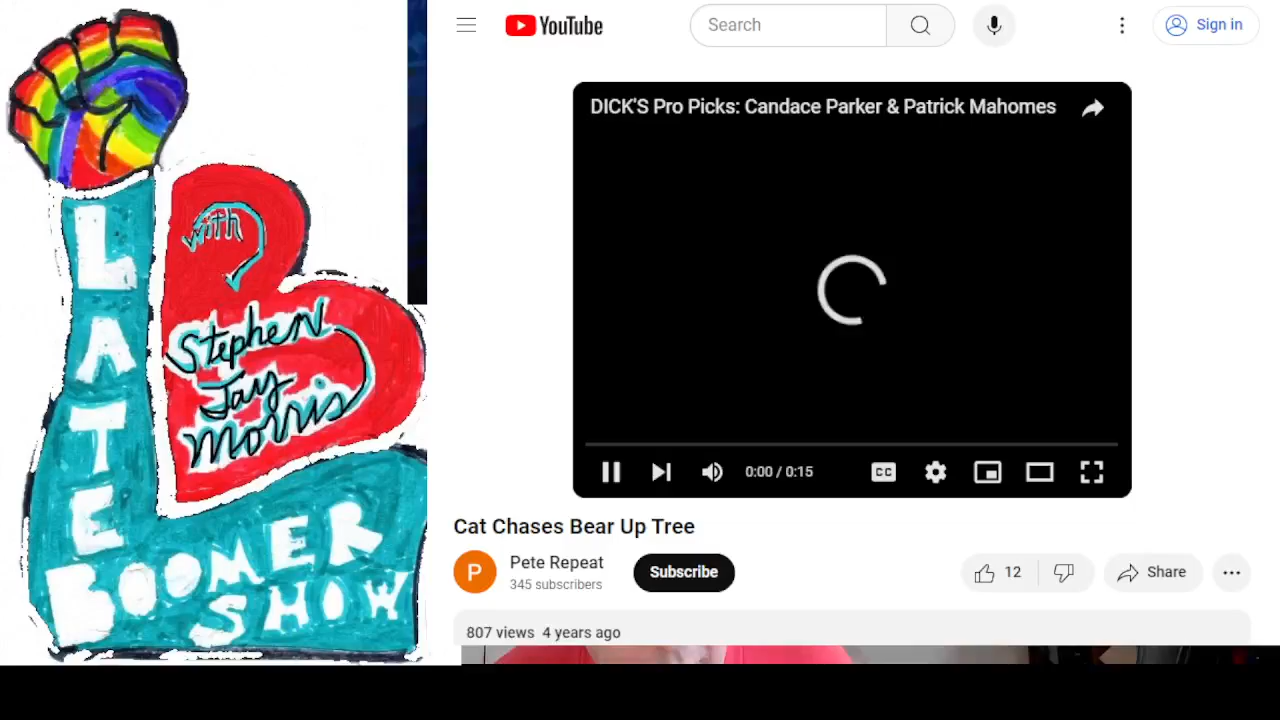 LATE
BOOMER
SHOW
with
Stephen
Jay
Morris
YouTube
Search
Sign in
DICK'S Pro Picks: Candace Parker & Patrick Mahomes
0:00 / 0:15
CC
Cat Chases Bear Up Tree
P
Pete Repeat
345 subscribers
Subscribe
12
Share
807 views 4 years ago